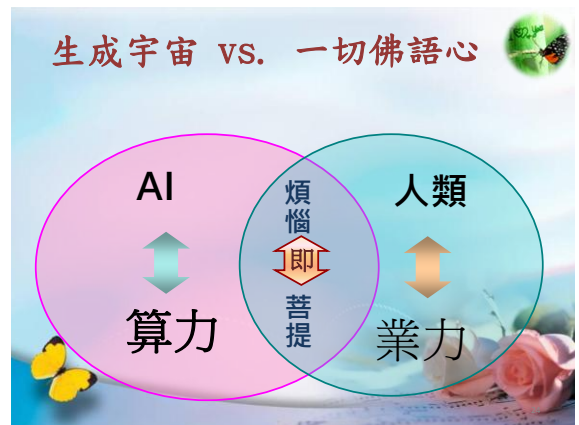 生成宇宙 vs. 一切佛語心
AI
算力
煩惱
即
菩提
人類
業力